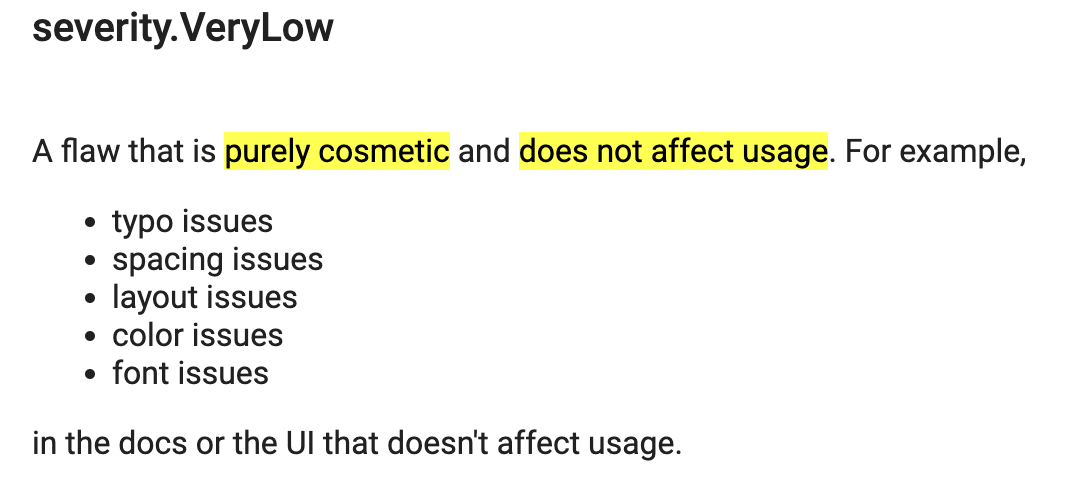 severity.VeryLow
A flaw that is purely cosmetic and does not affect usage. For example,
• typo issues
• spacing issues
• layout issues
• color issues
• font issues
in the docs or the UI that doesn't affect usage.